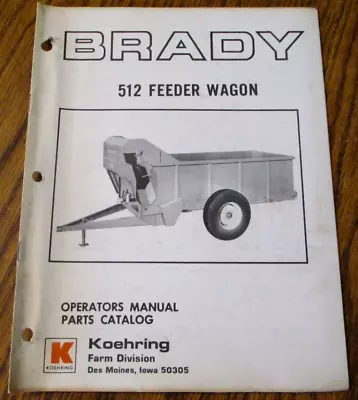 BRADY
512 FEEDER WAGON
OPERATORS MANUAL
PARTS CATALOG
K
KOEHRING
Koehring
Farm Division
Des Moines, Iowa 50305